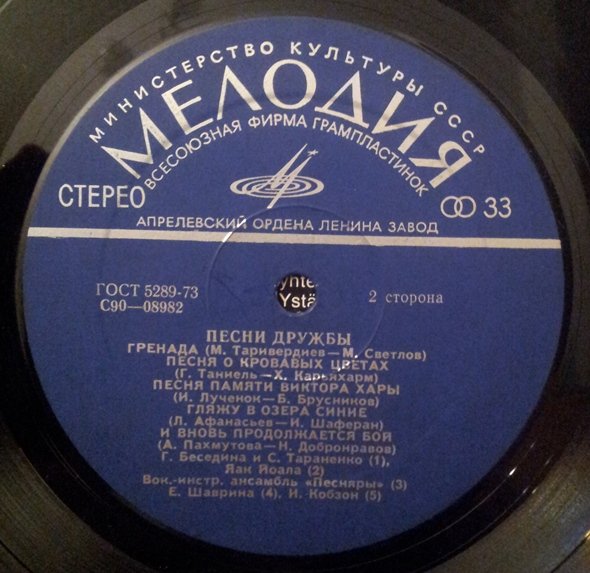 МИНИСТЕРСТВО КУЛЬТУРЫ СССР
МЕЛОДИЯ
ВСЕСОЮЗНАЯ ФИРМА ГРАМПЛАСТИНОК
СТЕРЕО
33
АПРЕЛЕВСКИЙ ОРДЕНА ЛЕНИНА ЗАВОД
ГОСТ 5289-73
С90—08982
2 сторона
ПЕСНИ ДРУЖБЫ
ГРЕНАДА (М. Таривердиев—М. Светлов)
ПЕСНЯ О КРОВАВЫХ ЦВЕТАХ
(Г. Таниель—Х. Карьяхарм)
ПЕСНЯ ПАМЯТИ ВИКТОРА ХАРЫ
(И. Лученок—Б. Брусников)
ГЛЯЖУ В ОЗЕРА СИНИЕ
(Л. Афанасьев—И. Шаферан)
И ВНОВЬ ПРОДОЛЖАЕТСЯ БОЙ
(А. Пахмутова—Н. Добронравов)
Г. Беседина и С. Тараненко (1),
Яак Йоала (2)
Вок.-инстр. ансамбль «Песняры» (3)
Е. Шаврина (4), И. Кобзон (5)